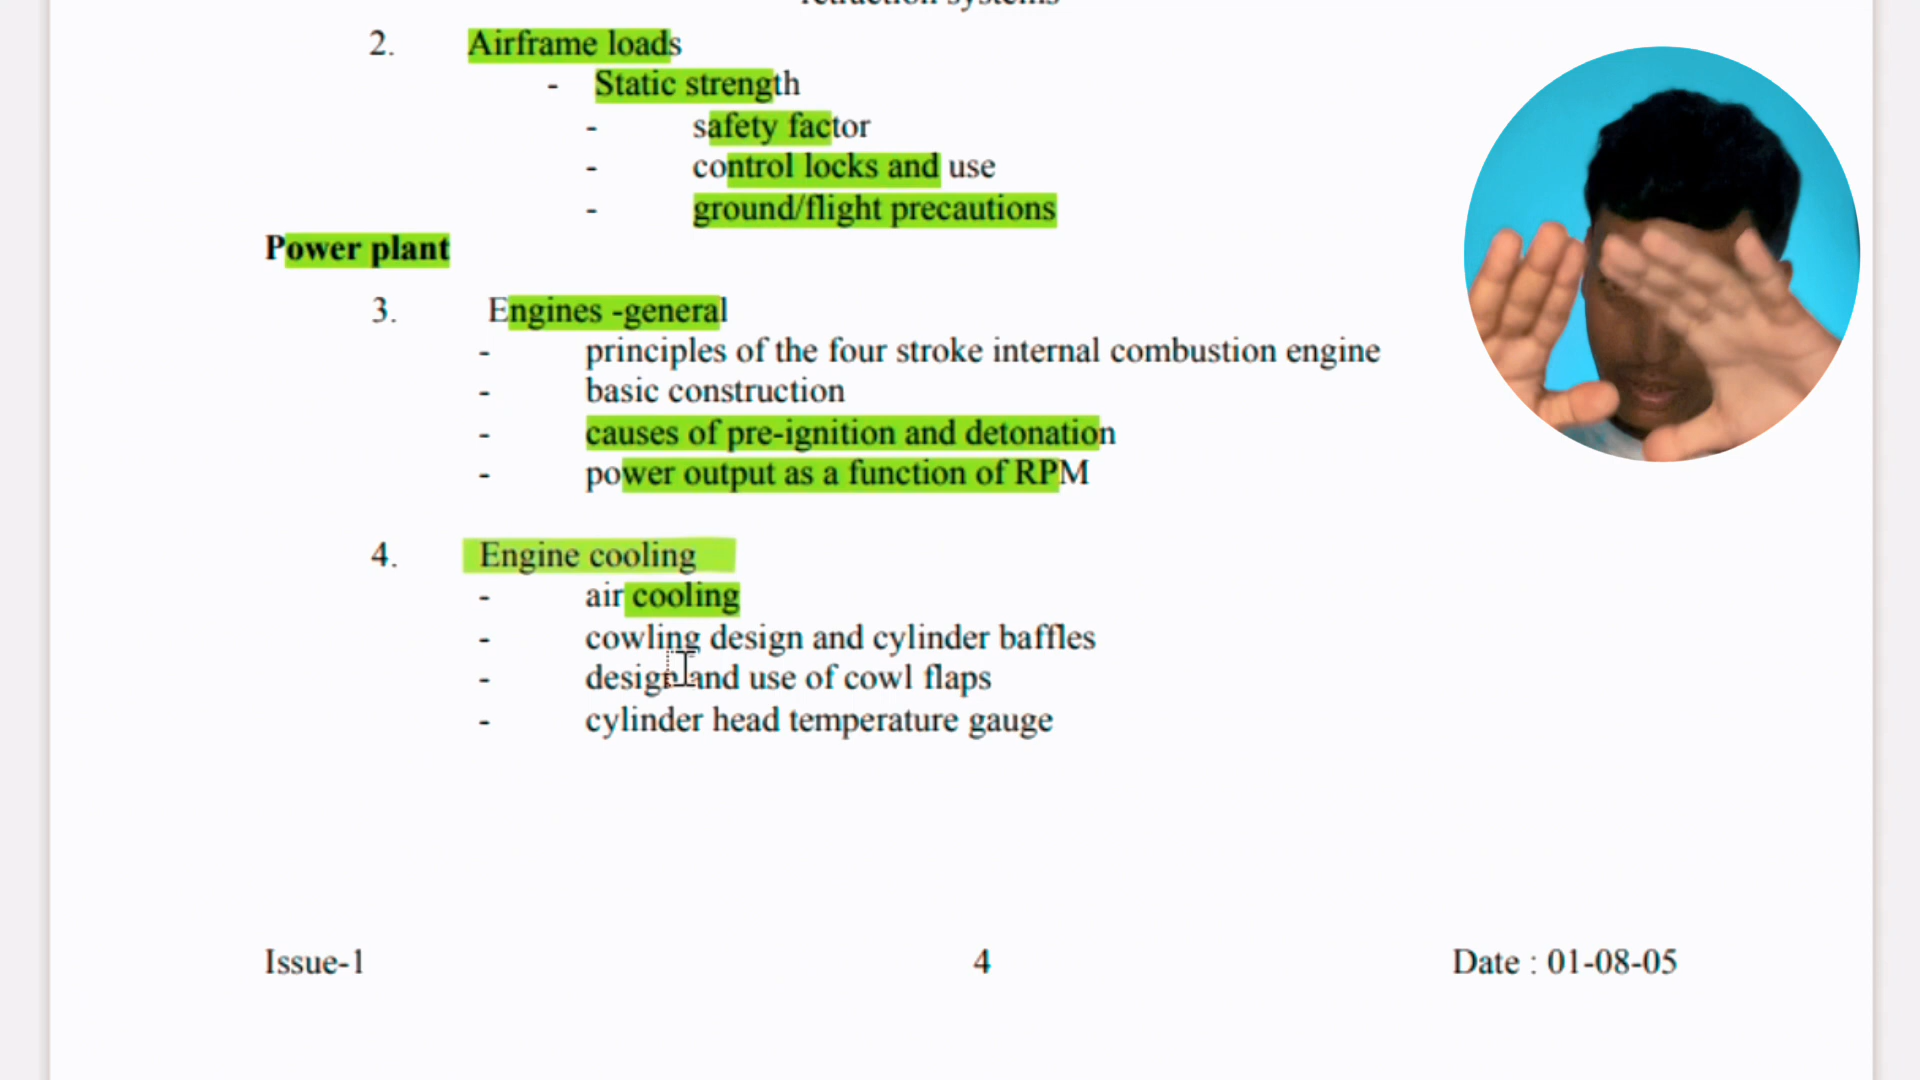 retraction systems
2. Airframe loads
- Static strength
- safety factor
- control locks and use
- ground/flight precautions
Power plant
3. Engines -general
- principles of the four stroke internal combustion engine
- basic construction
- causes of pre-ignition and detonation
- power output as a function of RPM
4. Engine cooling
- air cooling
- cowling design and cylinder baffles
- design and use of cowl flaps
- cylinder head temperature gauge
Issue-1 4 Date : 01-08-05